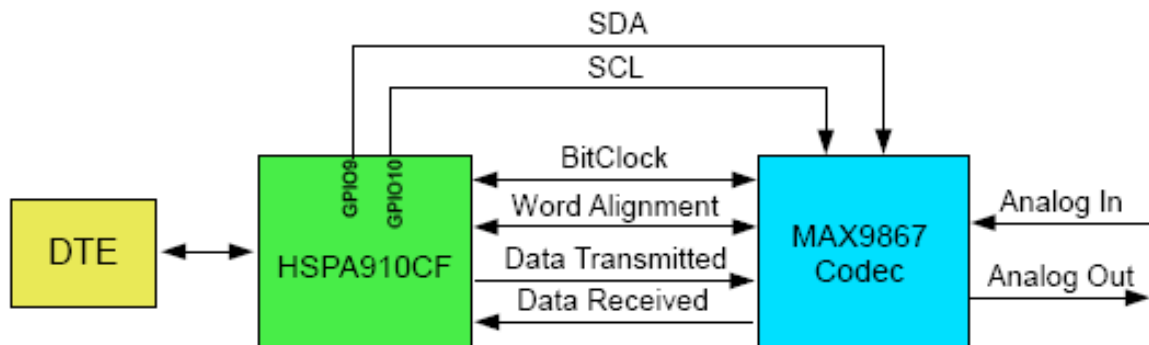 SDA
SCL
GPIO9
GPIO10
BitClock
Word Alignment
Data Transmitted
Data Received
DTE
HSPA910CF
MAX9867
Codec
Analog In
Analog Out